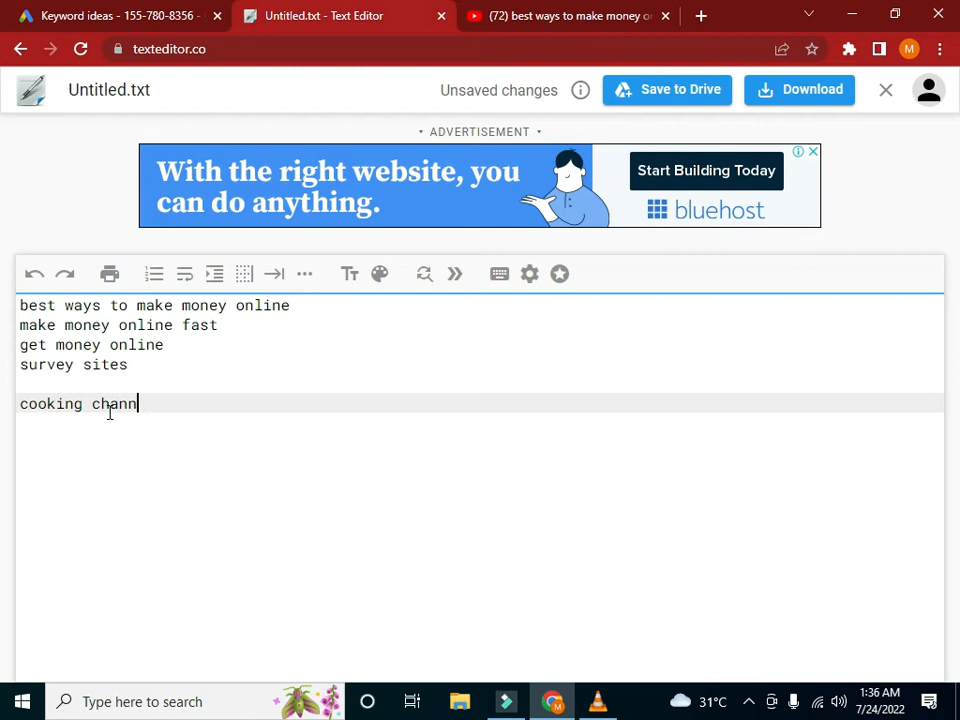 Keyword ideas - 155-780-8356 -
Untitled.txt - Text Editor
(72) best ways to make money o
texteditor.co
M
Untitled.txt
Unsaved changes
Save to Drive
Download
ADVERTISEMENT
With the right website, you
can do anything.
Start Building Today
bluehost
best ways to make money online
make money online fast
get money online
survey sites
cooking chann
Type here to search
M
31°C
1:36 AM
7/24/2022